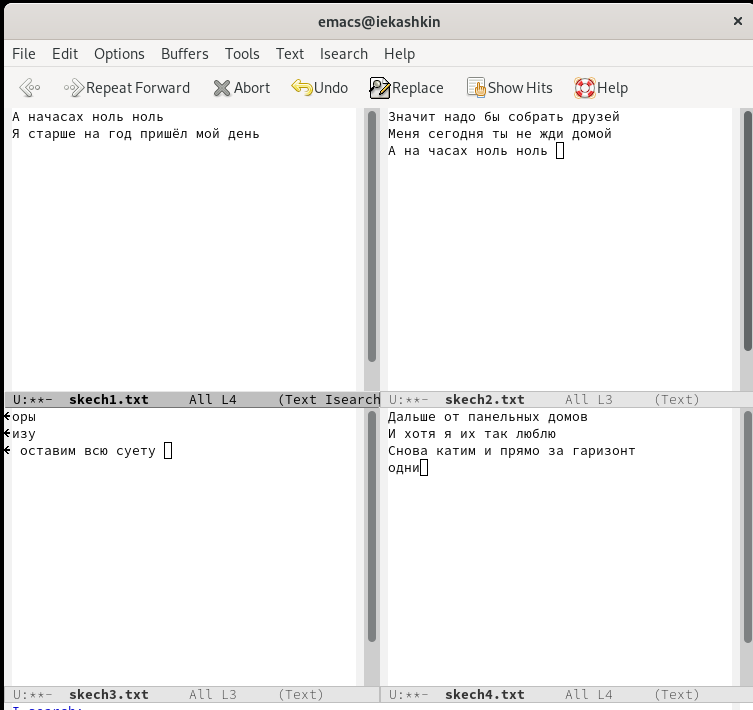 emacs@iekashkin
File Edit Options Buffers Tools Text Isearch Help
Repeat Forward Abort Undo Replace Show Hits Help
А начасах ноль ноль
Я старше на год пришёл мой день
U:**- skech1.txt All L4 (Text Isearch
Значит надо бы собрать друзей
Меня сегодня ты не жди домой
А на часах ноль ноль
U:**- skech2.txt All L3 (Text)
оры
изу
оставим всю суету
U:**- skech3.txt All L3 (Text)
Дальше от панельных домов
И хотя я их так люблю
Снова катим и прямо за гаризонт
одни
U:**- skech4.txt All L4 (Text)
I-search: